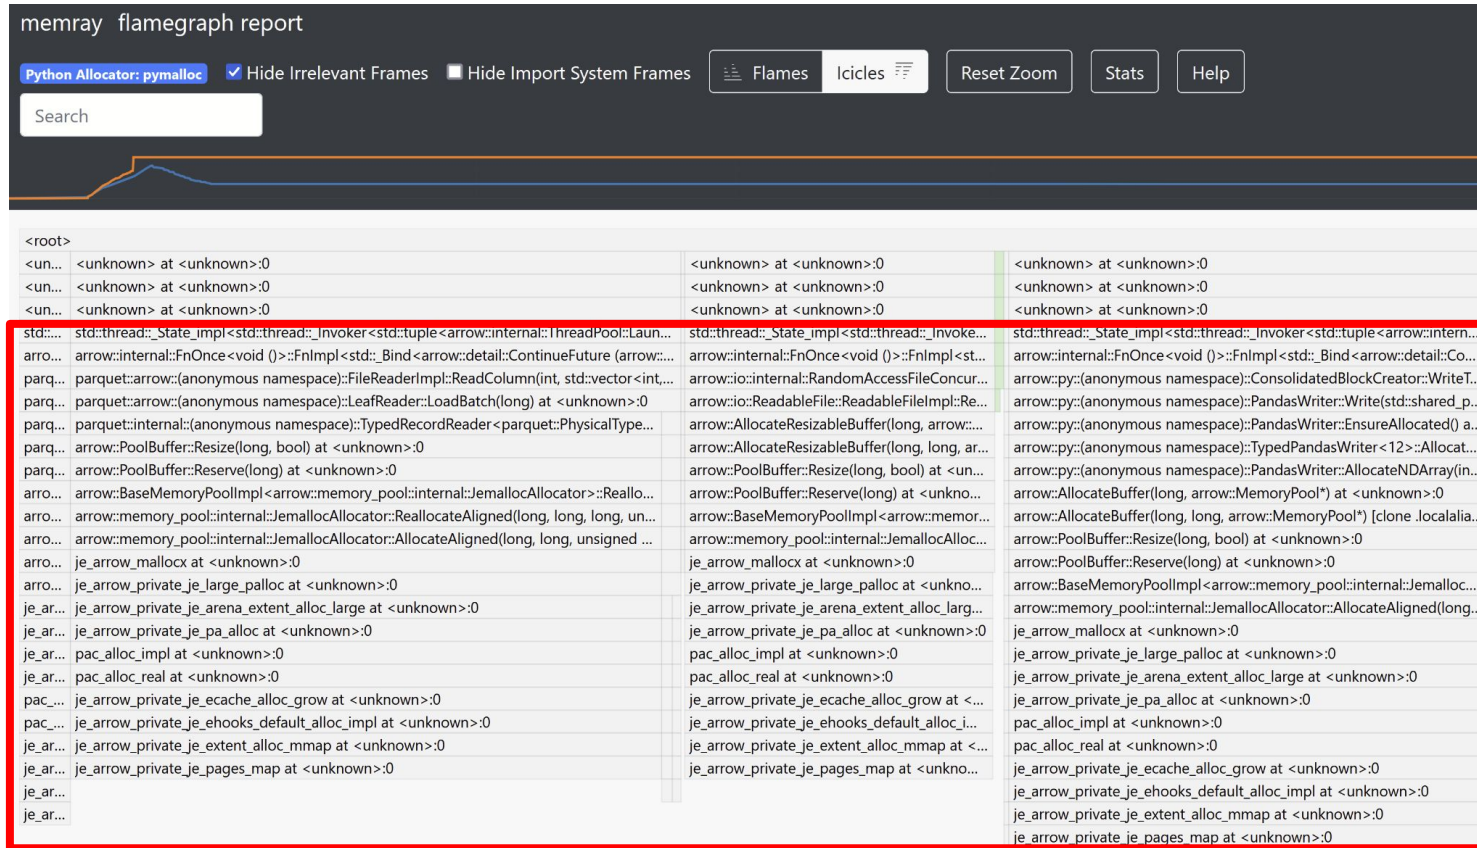 memray flamegraph report
Python Allocator: pymalloc Hide Irrelevant Frames Hide Import System Frames Flames Icicles Reset Zoom Stats Help
Search
<root>
<un... <unknown> at <unknown>:0 <unknown> at <unknown>:0 <unknown> at <unknown>:0
<un... <unknown> at <unknown>:0 <unknown> at <unknown>:0 <unknown> at <unknown>:0
<un... <unknown> at <unknown>:0 <unknown> at <unknown>:0 <unknown> at <unknown>:0
std::... std::thread::_State_impl<std::thread::_Invoker<std::tuple<arrow::internal::ThreadPool::Laun... std::thread::_State_impl<std::thread::_Invoke... std::thread::_State_impl<std::thread::_Invoker<std::tuple<arrow::intern...
arro... arrow::internal::FnOnce<void ()>::FnImpl<std::_Bind<arrow::detail::ContinueFuture (arrow::... arrow::internal::FnOnce<void ()>::FnImpl<st... arrow::internal::FnOnce<void ()>::FnImpl<std::_Bind<arrow::detail::Co...
parq... parquet::arrow::(anonymous namespace)::FileReaderImpl::ReadColumn(int, std::vector<int,... arrow::io::internal::RandomAccessFileConcur... arrow::py::(anonymous namespace)::ConsolidatedBlockCreator::WriteT...
parq... parquet::arrow::(anonymous namespace)::LeafReader::LoadBatch(long) at <unknown>:0 arrow::io::ReadableFile::ReadableFileImpl::Re... arrow::py::(anonymous namespace)::PandasWriter::Write(std::shared_p...
parq... parquet::internal::(anonymous namespace)::TypedRecordReader<parquet::PhysicalType... arrow::AllocateResizableBuffer(long, arrow::... arrow::py::(anonymous namespace)::PandasWriter::EnsureAllocated() a...
parq... arrow::PoolBuffer::Resize(long, bool) at <unknown>:0 arrow::AllocateResizableBuffer(long, long, ar... arrow::py::(anonymous namespace)::TypedPandasWriter<12>::Allocat...
parq... arrow::PoolBuffer::Reserve(long) at <unknown>:0 arrow::PoolBuffer::Resize(long, bool) at <un... arrow::py::(anonymous namespace)::PandasWriter::AllocateNDArray(in...
arro... arrow::BaseMemoryPoolImpl<arrow::memory_pool::internal::JemallocAllocator>::Reallo... arrow::PoolBuffer::Reserve(long) at <unkno... arrow::AllocateBuffer(long, arrow::MemoryPool*) at <unknown>:0
arro... arrow::memory_pool::internal::JemallocAllocator::ReallocateAligned(long, long, long, un... arrow::BaseMemoryPoolImpl<arrow::memor... arrow::AllocateBuffer(long, long, arrow::MemoryPool*) [clone .localalia...
arro... arrow::memory_pool::internal::JemallocAllocator::AllocateAligned(long, long, unsigned ... arrow::memory_pool::internal::JemallocAlloc... arrow::PoolBuffer::Resize(long, bool) at <unknown>:0
arro... je_arrow_mallocx at <unknown>:0 je_arrow_mallocx at <unknown>:0 arrow::PoolBuffer::Reserve(long) at <unknown>:0
arro... je_arrow_private_je_large_palloc at <unknown>:0 je_arrow_private_je_large_palloc at <unkno... arrow::BaseMemoryPoolImpl<arrow::memory_pool::internal::Jemalloc...
je_ar... je_arrow_private_je_arena_extent_alloc_large at <unknown>:0 je_arrow_private_je_arena_extent_alloc_larg... arrow::memory_pool::internal::JemallocAllocator::AllocateAligned(long...
je_ar... je_arrow_private_je_pa_alloc at <unknown>:0 je_arrow_private_je_pa_alloc at <unknown>:0 je_arrow_mallocx at <unknown>:0
je_ar... pac_alloc_impl at <unknown>:0 pac_alloc_impl at <unknown>:0 je_arrow_private_je_large_palloc at <unknown>:0
je_ar... pac_alloc_real at <unknown>:0 pac_alloc_real at <unknown>:0 je_arrow_private_je_arena_extent_alloc_large at <unknown>:0
pac_... je_arrow_private_je_ecache_alloc_grow at <unknown>:0 je_arrow_private_je_ecache_alloc_grow at <... je_arrow_private_je_pa_alloc at <unknown>:0
pac_... je_arrow_private_je_ehooks_default_alloc_impl at <unknown>:0 je_arrow_private_je_ehooks_default_alloc_i... pac_alloc_impl at <unknown>:0
je_ar... je_arrow_private_je_extent_alloc_mmap at <unknown>:0 je_arrow_private_je_extent_alloc_mmap at <... pac_alloc_real at <unknown>:0
je_ar... je_arrow_private_je_pages_map at <unknown>:0 je_arrow_private_je_pages_map at <unkno... je_arrow_private_je_ecache_alloc_grow at <unknown>:0
je_ar... je_arrow_private_je_ehooks_default_alloc_impl at <unknown>:0
je_ar... je_arrow_private_je_extent_alloc_mmap at <unknown>:0
je_arrow_private_je_pages_map at <unknown>:0